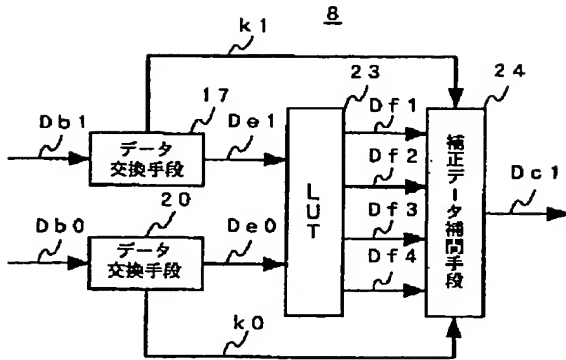 8
k1
17
23
24
Db1
データ
交換手段
De1
LUT
Df1
Df2
Df3
Df4
補正データ補間手段
Dc1
20
Db0
データ
交換手段
De0
k0